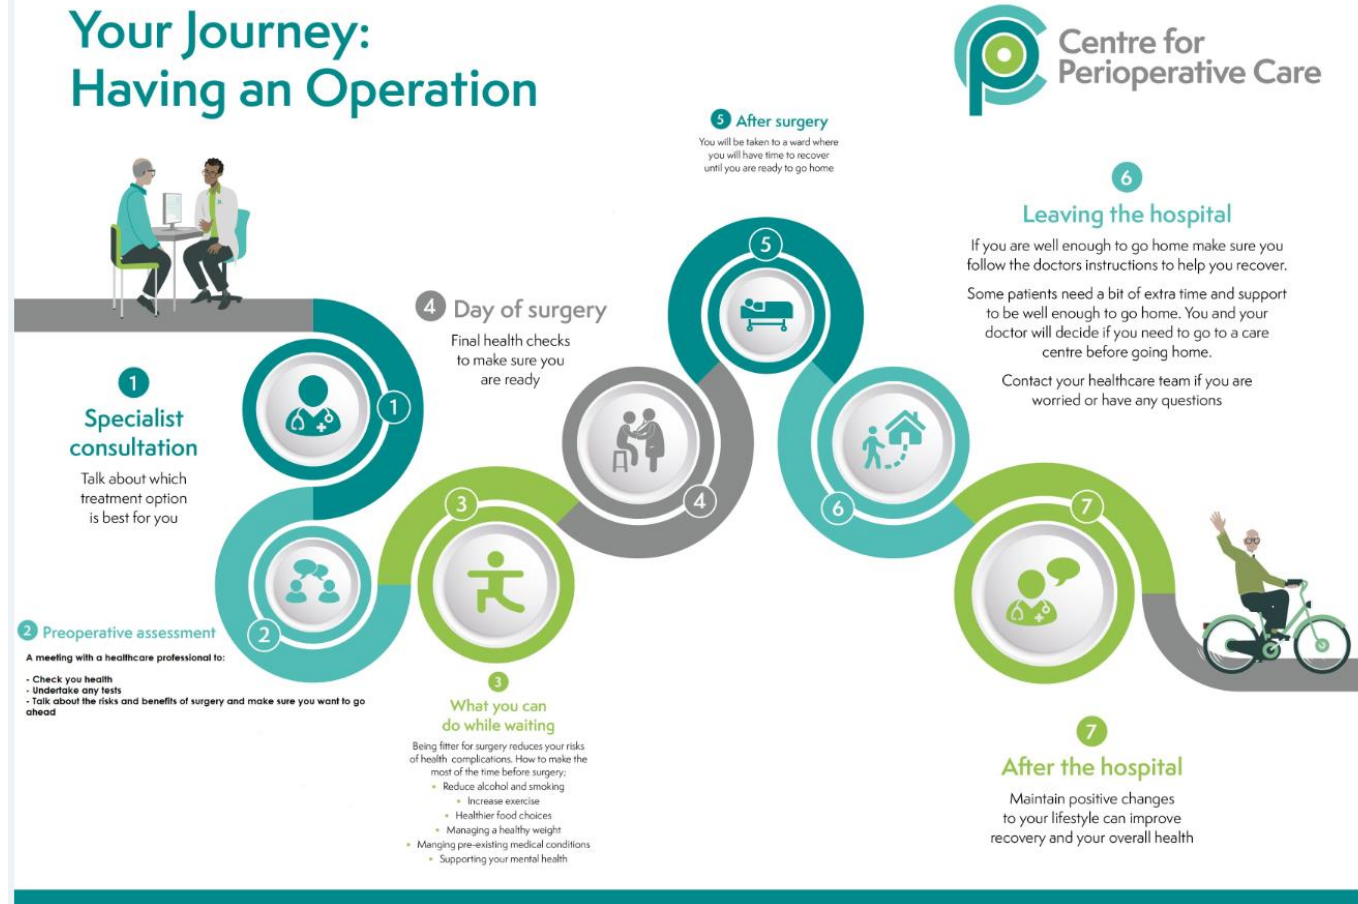 Your Journey:
Having an Operation
Centre for
Perioperative Care
1
Specialist
consultation
Talk about which
treatment option
is best for you
1
2 Preoperative assessment
A meeting with a healthcare professional to:
- Check you health
- Undertake any tests
- Talk about the risks and benefits of surgery and make sure you want to go
ahead
2
3
3
What you can
do while waiting
Being fitter for surgery reduces your risks
of health complications. How to make the
most of the time before surgery;
• Reduce alcohol and smoking
• Increase exercise
• Healthier food choices
• Managing a healthy weight
• Manging pre-existing medical conditions
• Supporting your mental health
4 Day of surgery
Final health checks
to make sure you
are ready
4
5 After surgery
You will be taken to a ward where
you will have time to recover
until you are ready to go home
5
6
Leaving the hospital
If you are well enough to go home make sure you
follow the doctors instructions to help you recover.
Some patients need a bit of extra time and support
to be well enough to go home. You and your
doctor will decide if you need to go to a care
centre before going home.
Contact your healthcare team if you are
worried or have any questions
6
7
7
After the hospital
Maintain positive changes
to your lifestyle can improve
recovery and your overall health